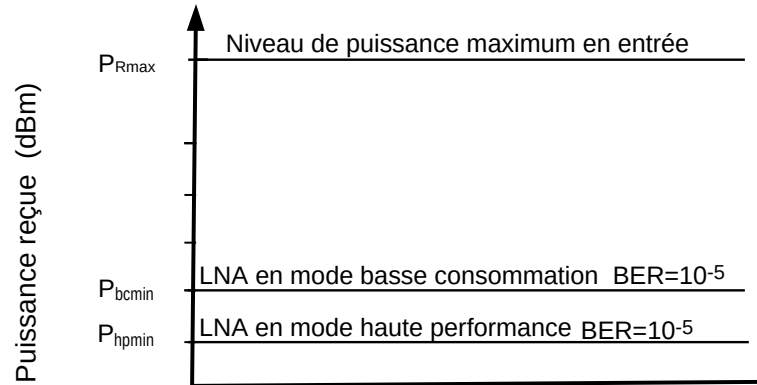 Niveau de puissance maximum en entrée
PRmax
Puissance reçue (dBm)
LNA en mode basse consommation BER=10-5
Pbcmin
LNA en mode haute performance BER=10-5
Phpmin